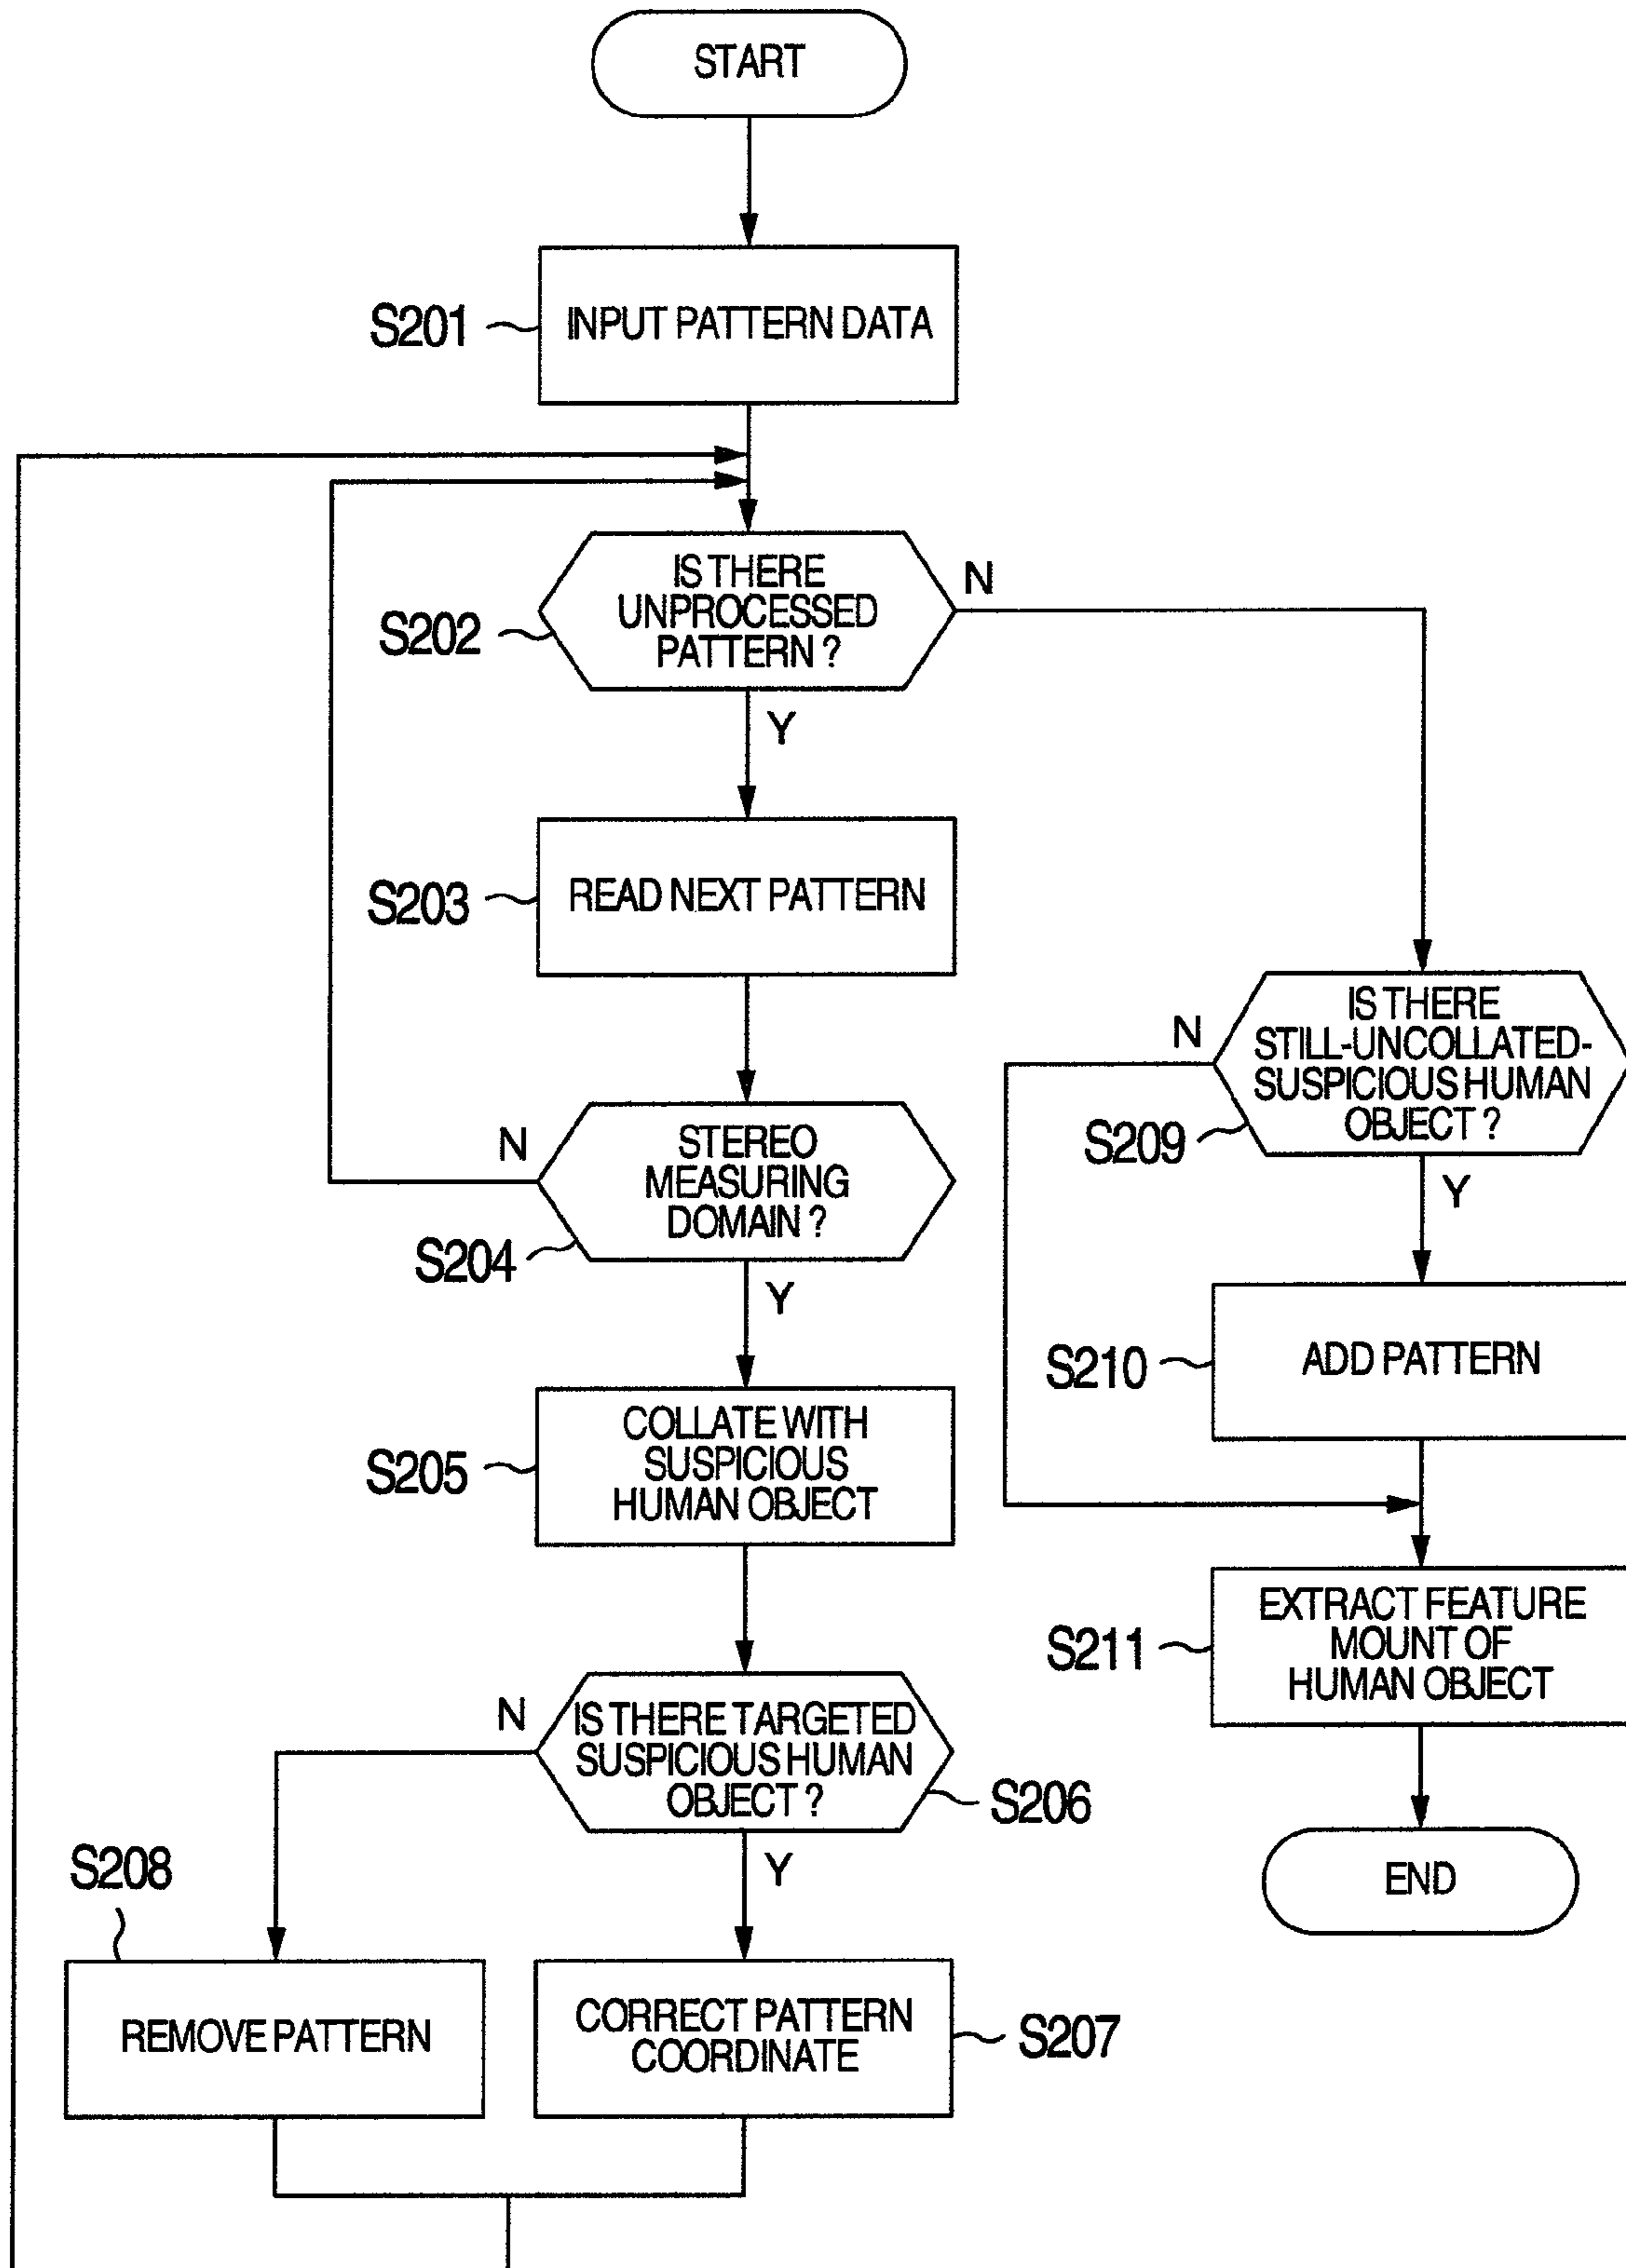 START
S201
INPUT PATTERN DATA
IS THERE
UNPROCESSED
PATTERN ?
N
S202
Y
S203
READ NEXT PATTERN
N
STEREO
MEASURING
DOMAIN ?
S204
Y
S205
COLLATE WITH
SUSPICIOUS
HUMAN OBJECT
N
IS THERE TARGETED
SUSPICIOUS HUMAN
OBJECT ?
S206
Y
S208
REMOVE PATTERN
CORRECT PATTERN
COORDINATE
S207
N
IS THERE
STILL-UNCOLLATED-
SUSPICIOUS HUMAN
OBJECT ?
S209
Y
S210
ADD PATTERN
S211
EXTRACT FEATURE
MOUNT OF
HUMAN OBJECT
END